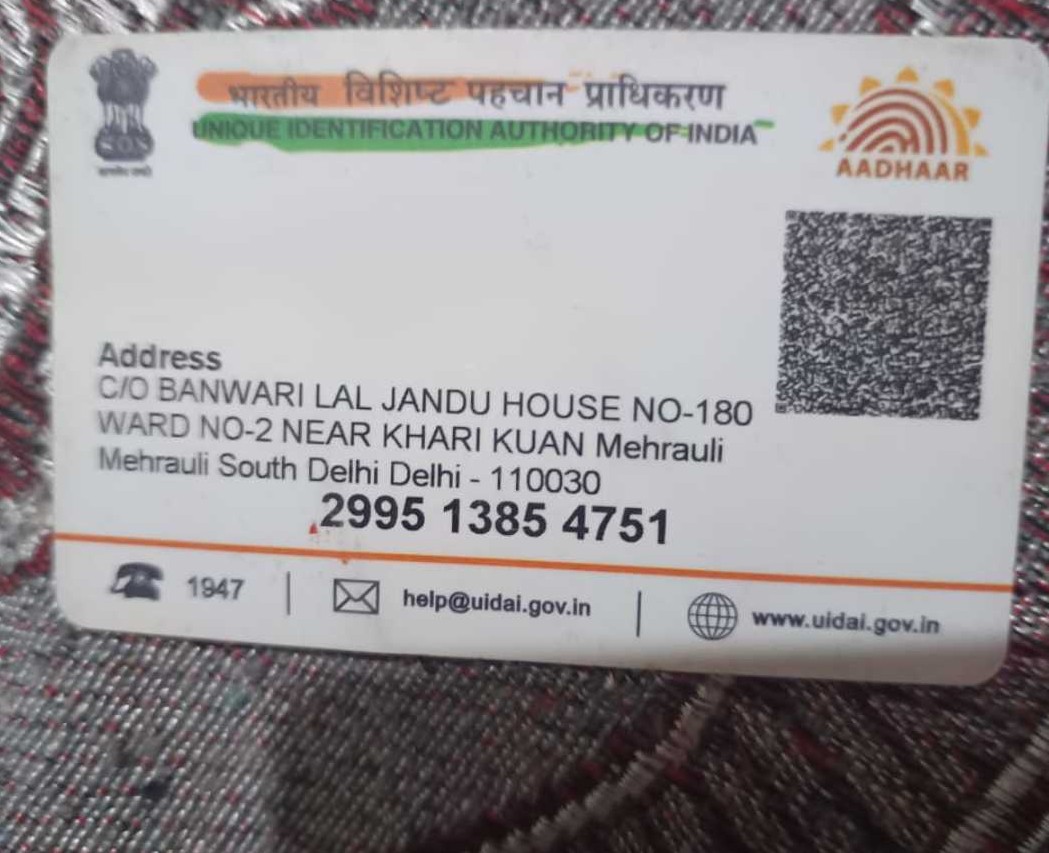 भारतीय विशिष्ट पहचान प्राधिकरण
UNIQUE IDENTIFICATION AUTHORITY OF INDIA
AADHAAR
Address
C/O BANWARI LAL JANDU HOUSE NO-180
WARD NO-2 NEAR KHARI KUAN Mehrauli
Mehrauli South Delhi Delhi - 110030
2995 1385 4751
1947
help@uidai.gov.in
www.uidai.gov.in